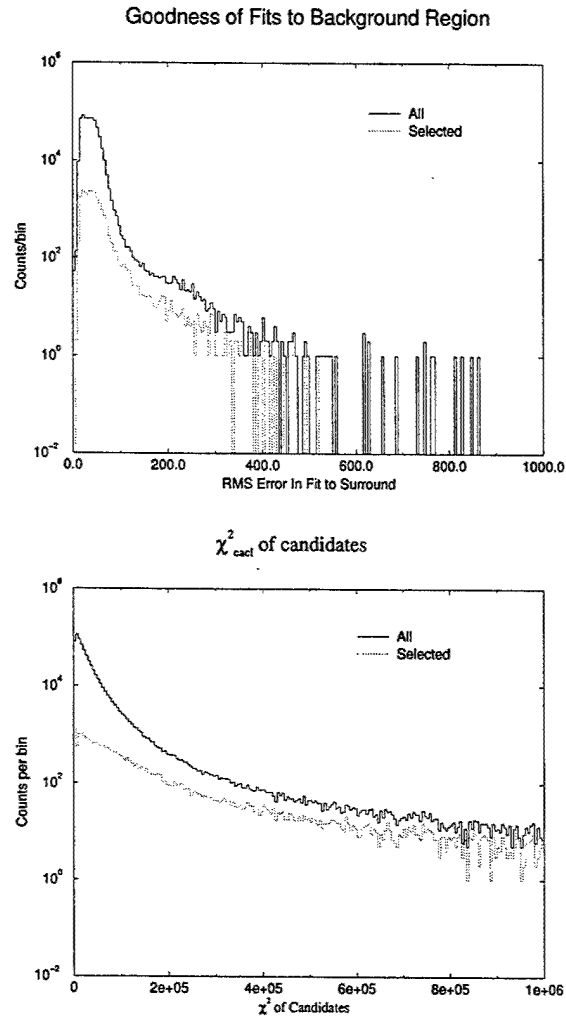 Goodness of Fits to Background Region
10^6
10^4
10^2
10^0
10^-2
Counts/bin
All
Selected
0.0 200.0 400.0 600.0 800.0 1000.0
RMS Error In Fit to Surround
χ^2_cacl of candidates
10^6
10^4
10^2
10^0
10^-2
Counts per bin
All
Selected
0 2e+05 4e+05 6e+05 8e+05 1e+06
χ^2 of Candidates